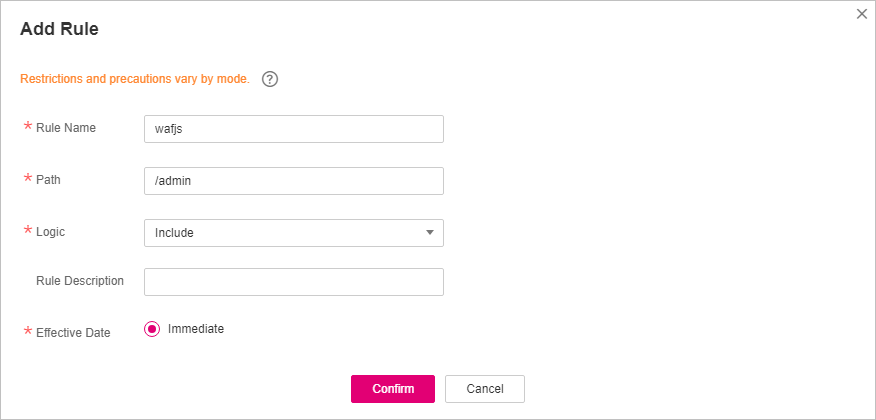 Add Rule
Restrictions and precautions vary by mode. ?
* Rule Name wafjs
* Path /admin
* Logic Include
Rule Description
* Effective Date Immediate
Confirm Cancel